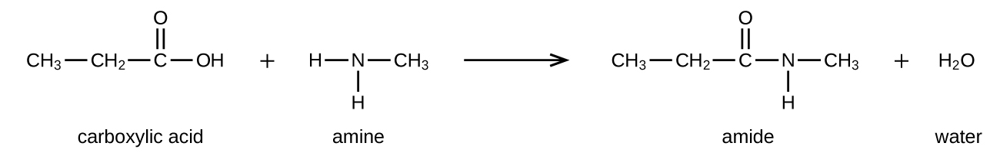 O O
CH₃ CH₂ C OH + H N CH₃ CH₃ CH₂ C N CH₃ + H₂O
H H
carboxylic acid amine amide water